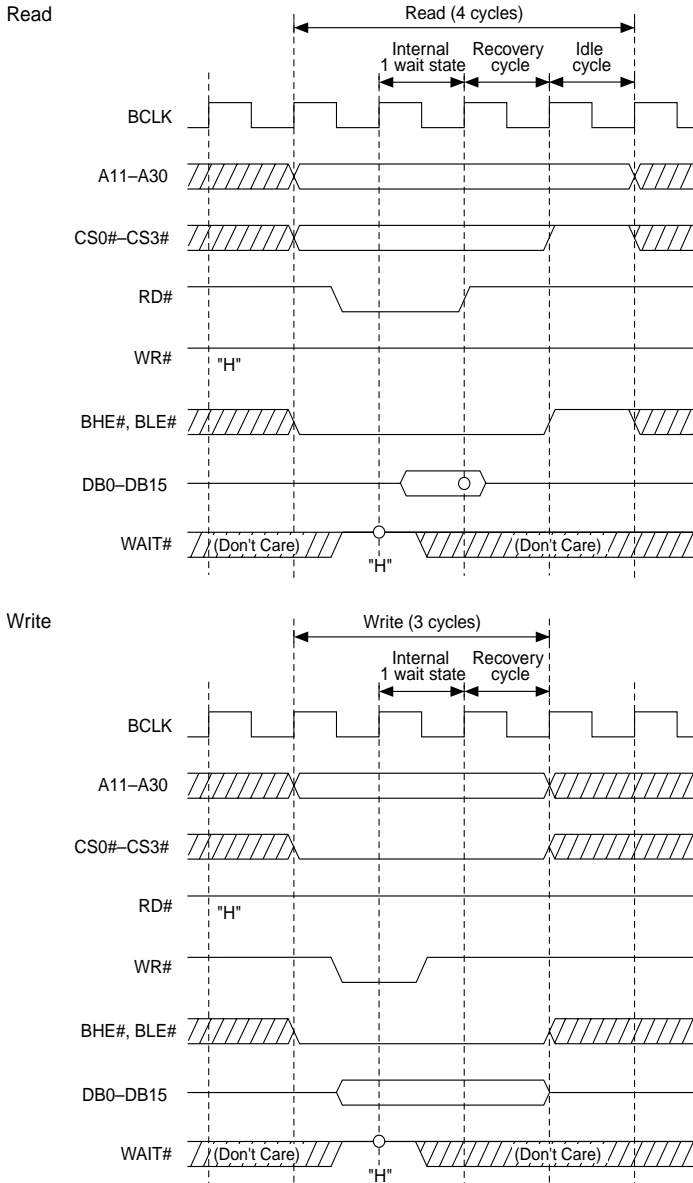 Read
Read (4 cycles)
Internal
1 wait state
Recovery
cycle
Idle
cycle
BCLK
A11–A30
CS0#–CS3#
RD#
WR#
"H"
BHE#, BLE#
DB0–DB15
WAIT#
(Don't Care)
(Don't Care)
"H"
Write
Write (3 cycles)
Internal
1 wait state
Recovery
cycle
BCLK
A11–A30
CS0#–CS3#
RD#
"H"
WR#
BHE#, BLE#
DB0–DB15
WAIT#
(Don't Care)
(Don't Care)
"H"